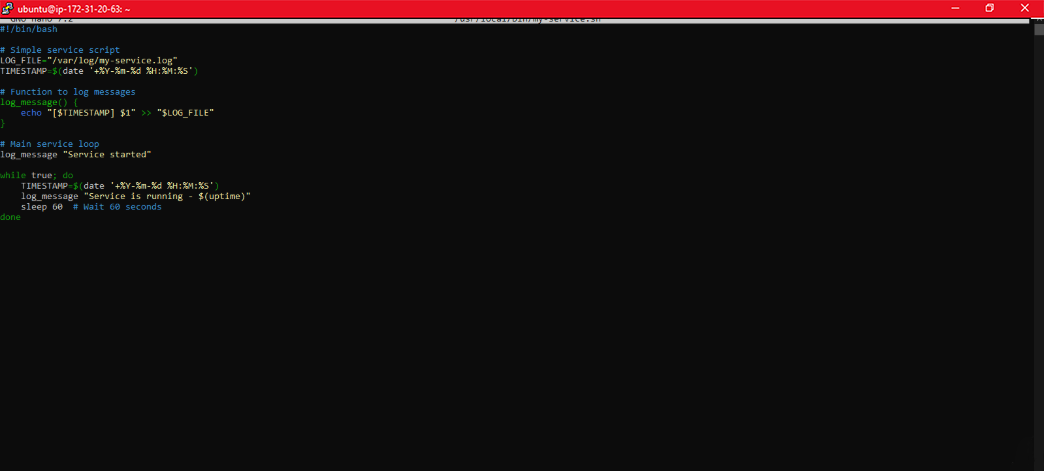 ubuntu@ip-172-31-20-63: ~
GNU nano 7.2 /usr/local/bin/my-service.sh
#!/bin/bash
# Simple service script
LOG_FILE="/var/log/my-service.log"
TIMESTAMP=$(date '+%Y-%m-%d %H:%M:%S')
# Function to log messages
log_message() {
    echo "[$TIMESTAMP] $1" >> "$LOG_FILE"
}
# Main service loop
log_message "Service started"
while true; do
    TIMESTAMP=$(date '+%Y-%m-%d %H:%M:%S')
    log_message "Service is running - $(uptime)"
    sleep 60  # Wait 60 seconds
done